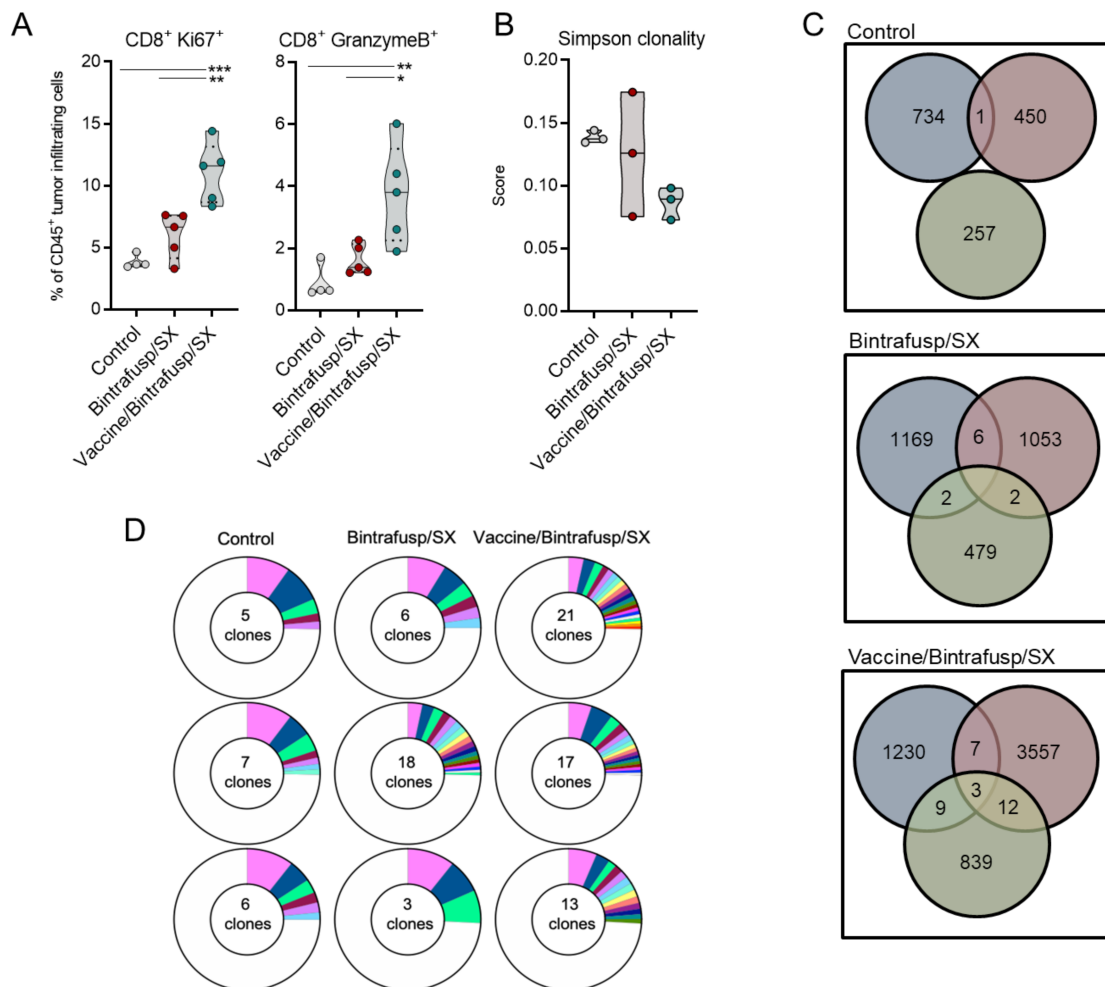 A
CD8+ Ki67+
CD8+ GranzymeB+
% of CD45+ tumor infiltrating cells
20
15
10
5
0
8
6
4
2
0
***
**
**
*
Control
Bintrafusp/SX
Vaccine/Bintrafusp/SX
Control
Bintrafusp/SX
Vaccine/Bintrafusp/SX
B
Simpson clonality
Score
0.20
0.15
0.10
0.05
0.00
Control
Bintrafusp/SX
Vaccine/Bintrafusp/SX
C
Control
734 1 450
257
Bintrafusp/SX
1169 6 1053
2 2
479
Vaccine/Bintrafusp/SX
1230 7 3557
3
9 12
839
D
Control Bintrafusp/SX Vaccine/Bintrafusp/SX
5
clones
6
clones
21
clones
7
clones
18
clones
17
clones
6
clones
3
clones
13
clones